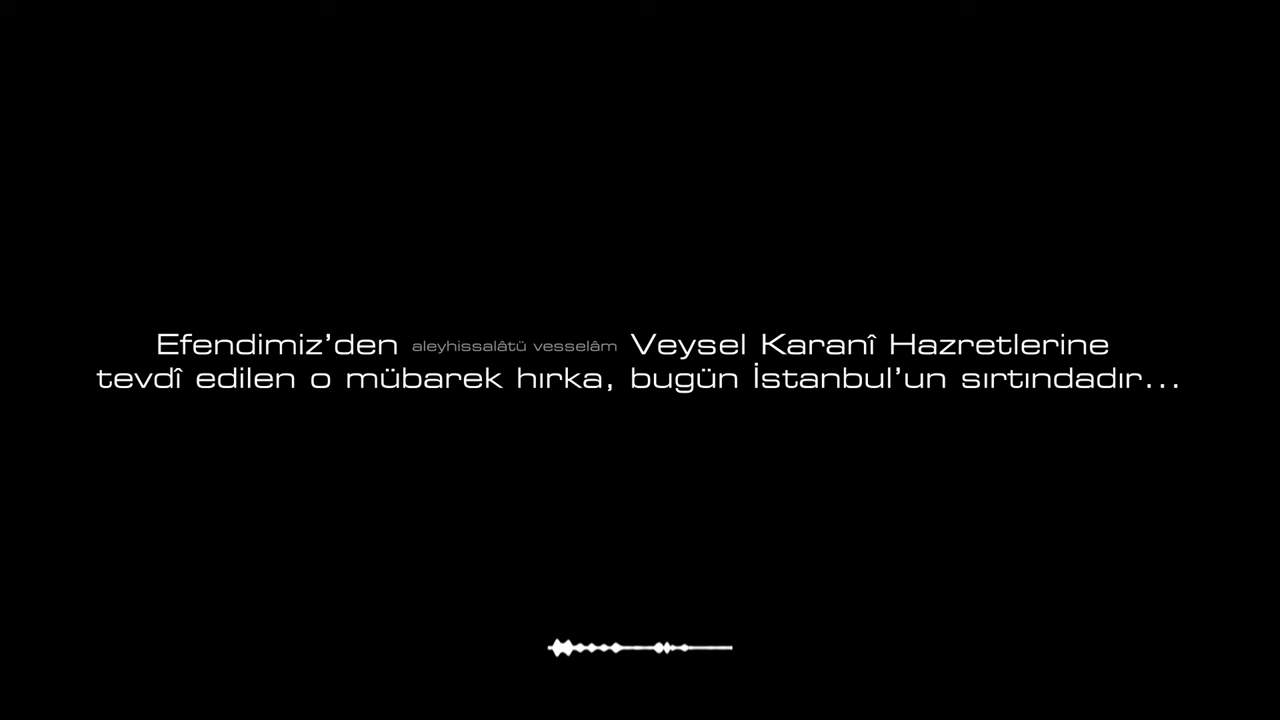 Efendimiz’den aleyhissalâtü vesselâm Veysel Karanî Hazretlerine
tevdî edilen o mübarek hırka, bugün İstanbul’un sırtındadır...